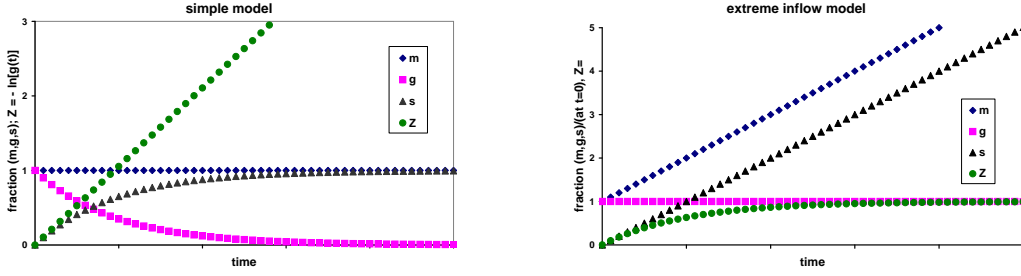 simple model
fraction (m,g,s); Z = - ln[g(t)]
3
2
1
0
m
g
s
Z
time
extreme inflow model
fraction (m,g,s)/(at t=0), Z=
5
4
3
2
1
0
m
g
s
Z
time